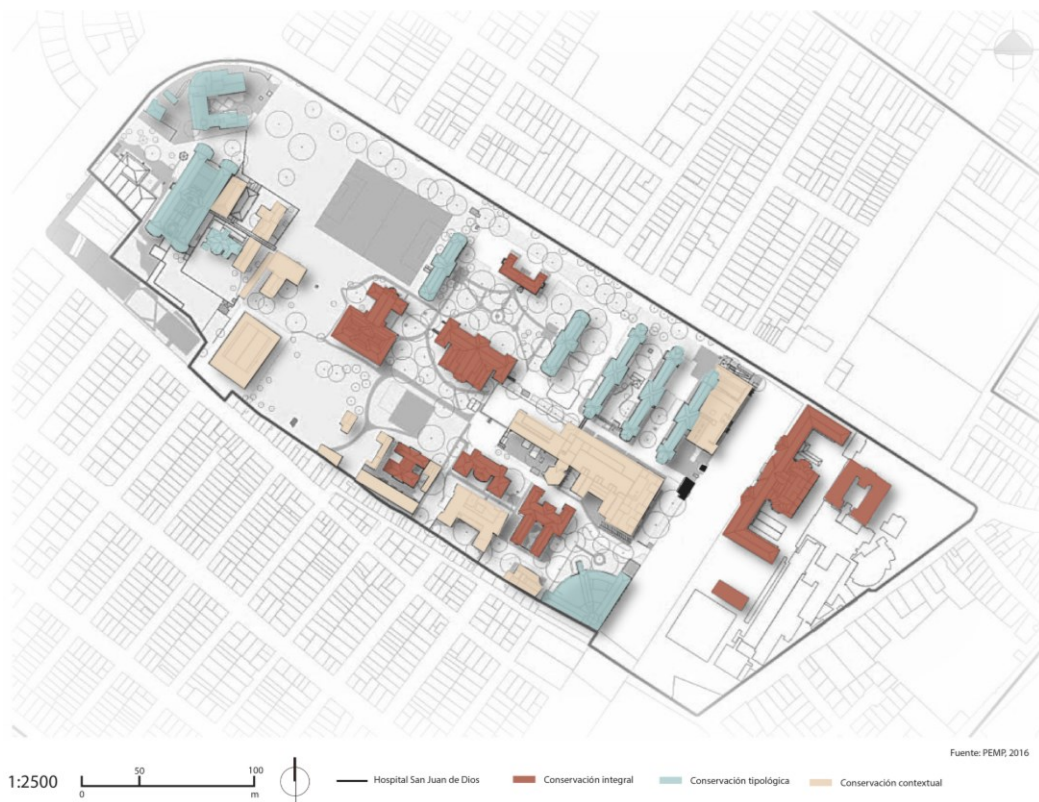 Fuente: PEMP, 2016
1:2500
0 50 100
m
Hospital San Juan de Dios
Conservación integral
Conservación tipológica
Conservación contextual